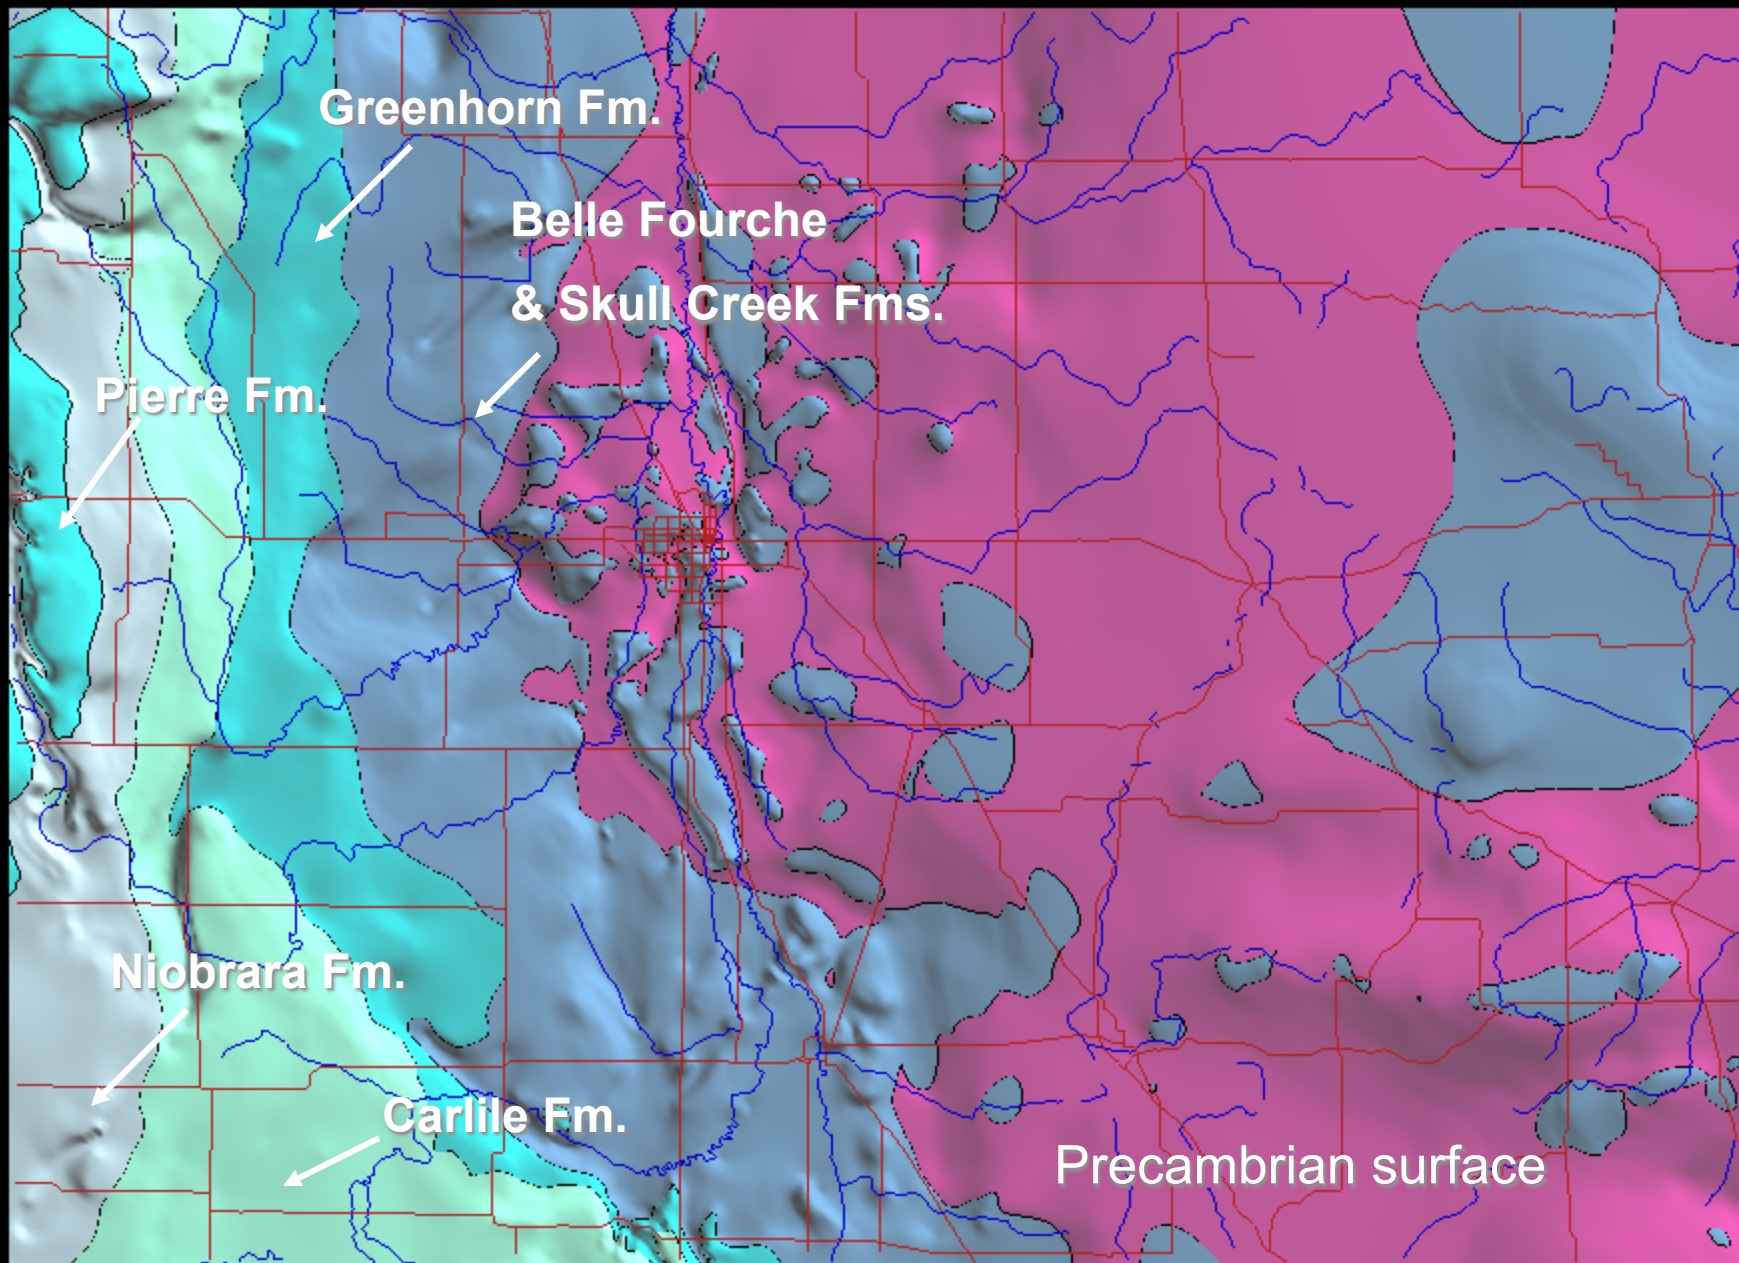 Greenhorn Fm.
Belle Fourche
& Skull Creek Fms.
Pierre Fm.
Niobrara Fm.
Carlile Fm.
Precambrian surface